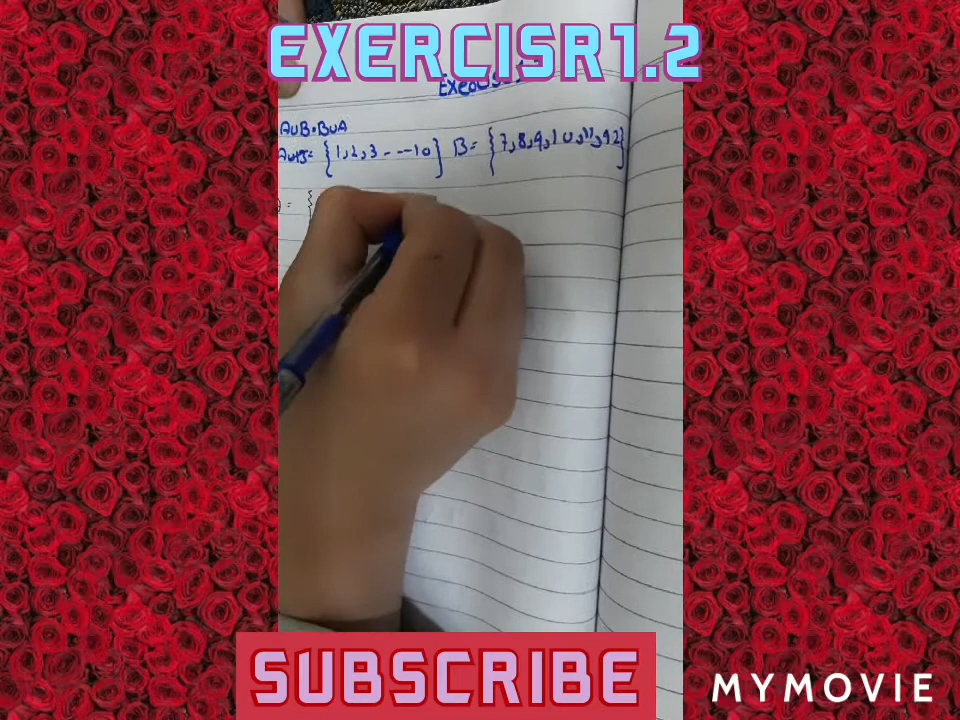 EXERCISR1.2
AUB=BUA
AUB= {1,2,3 - - -10} B= {7,8,9,10,11,12}
= {
SUBSCRIBE
MYMOVIE